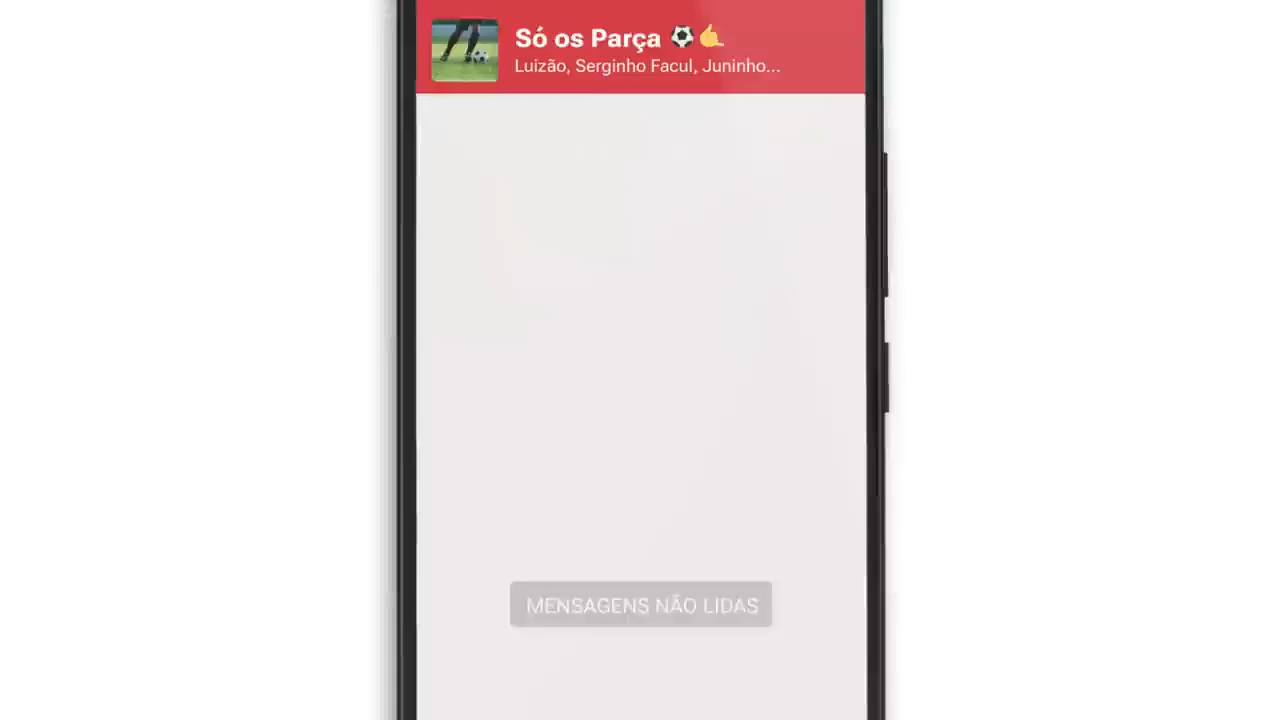 Só os Parça ⚽🤙
Luizão, Serginho Facul, Juninho...
MENSAGENS NÃO LIDAS